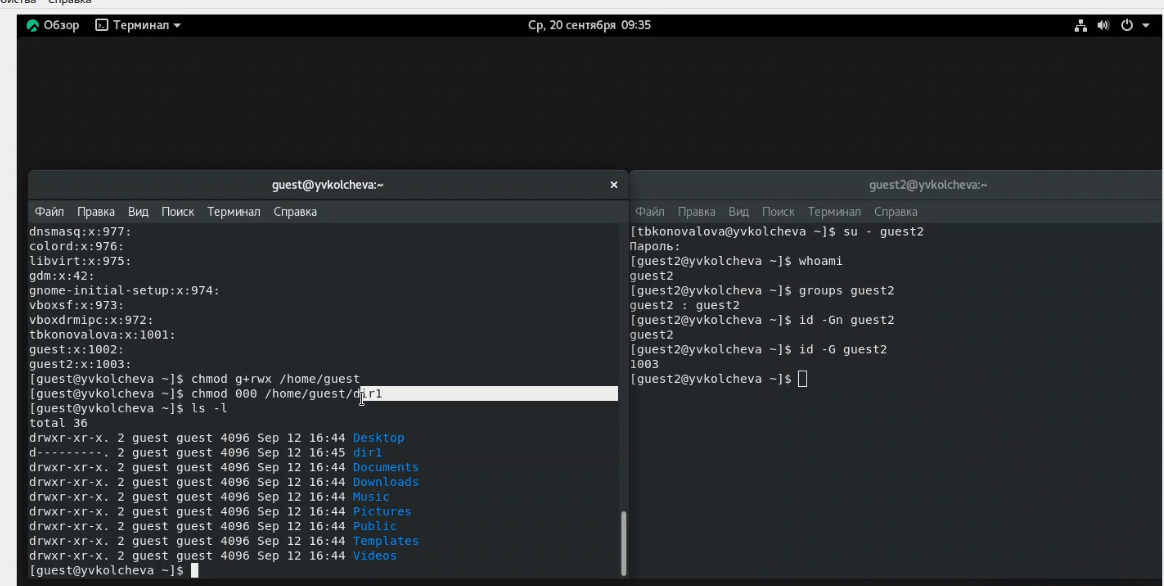 Справка
Обзор Терминал Ср, 20 сентября 09:35
guest@yvkolcheva:~ ×
Файл Правка Вид Поиск Терминал Справка
dnsmasq:x:977:
colord:x:976:
libvirt:x:975:
gdm:x:42:
gnome-initial-setup:x:974:
vboxsf:x:973:
vboxdrmipc:x:972:
tbkonovalova:x:1001:
guest:x:1002:
guest2:x:1003:
[guest@yvkolcheva ~]$ chmod g+rwx /home/guest
[guest@yvkolcheva ~]$ chmod 000 /home/guest/dir1
[guest@yvkolcheva ~]$ ls -l
total 36
drwxr-xr-x. 2 guest guest 4096 Sep 12 16:44 Desktop
d---------. 2 guest guest 4096 Sep 12 16:45 dir1
drwxr-xr-x. 2 guest guest 4096 Sep 12 16:44 Documents
drwxr-xr-x. 2 guest guest 4096 Sep 12 16:44 Downloads
drwxr-xr-x. 2 guest guest 4096 Sep 12 16:44 Music
drwxr-xr-x. 2 guest guest 4096 Sep 12 16:44 Pictures
drwxr-xr-x. 2 guest guest 4096 Sep 12 16:44 Public
drwxr-xr-x. 2 guest guest 4096 Sep 12 16:44 Templates
drwxr-xr-x. 2 guest guest 4096 Sep 12 16:44 Videos
[guest@yvkolcheva ~]$
guest2@yvkolcheva:~
Файл Правка Вид Поиск Терминал Справка
[tbkonovalova@yvkolcheva ~]$ su - guest2
Пароль:
[guest2@yvkolcheva ~]$ whoami
guest2
[guest2@yvkolcheva ~]$ groups guest2
guest2 : guest2
[guest2@yvkolcheva ~]$ id -Gn guest2
guest2
[guest2@yvkolcheva ~]$ id -G guest2
1003
[guest2@yvkolcheva ~]$